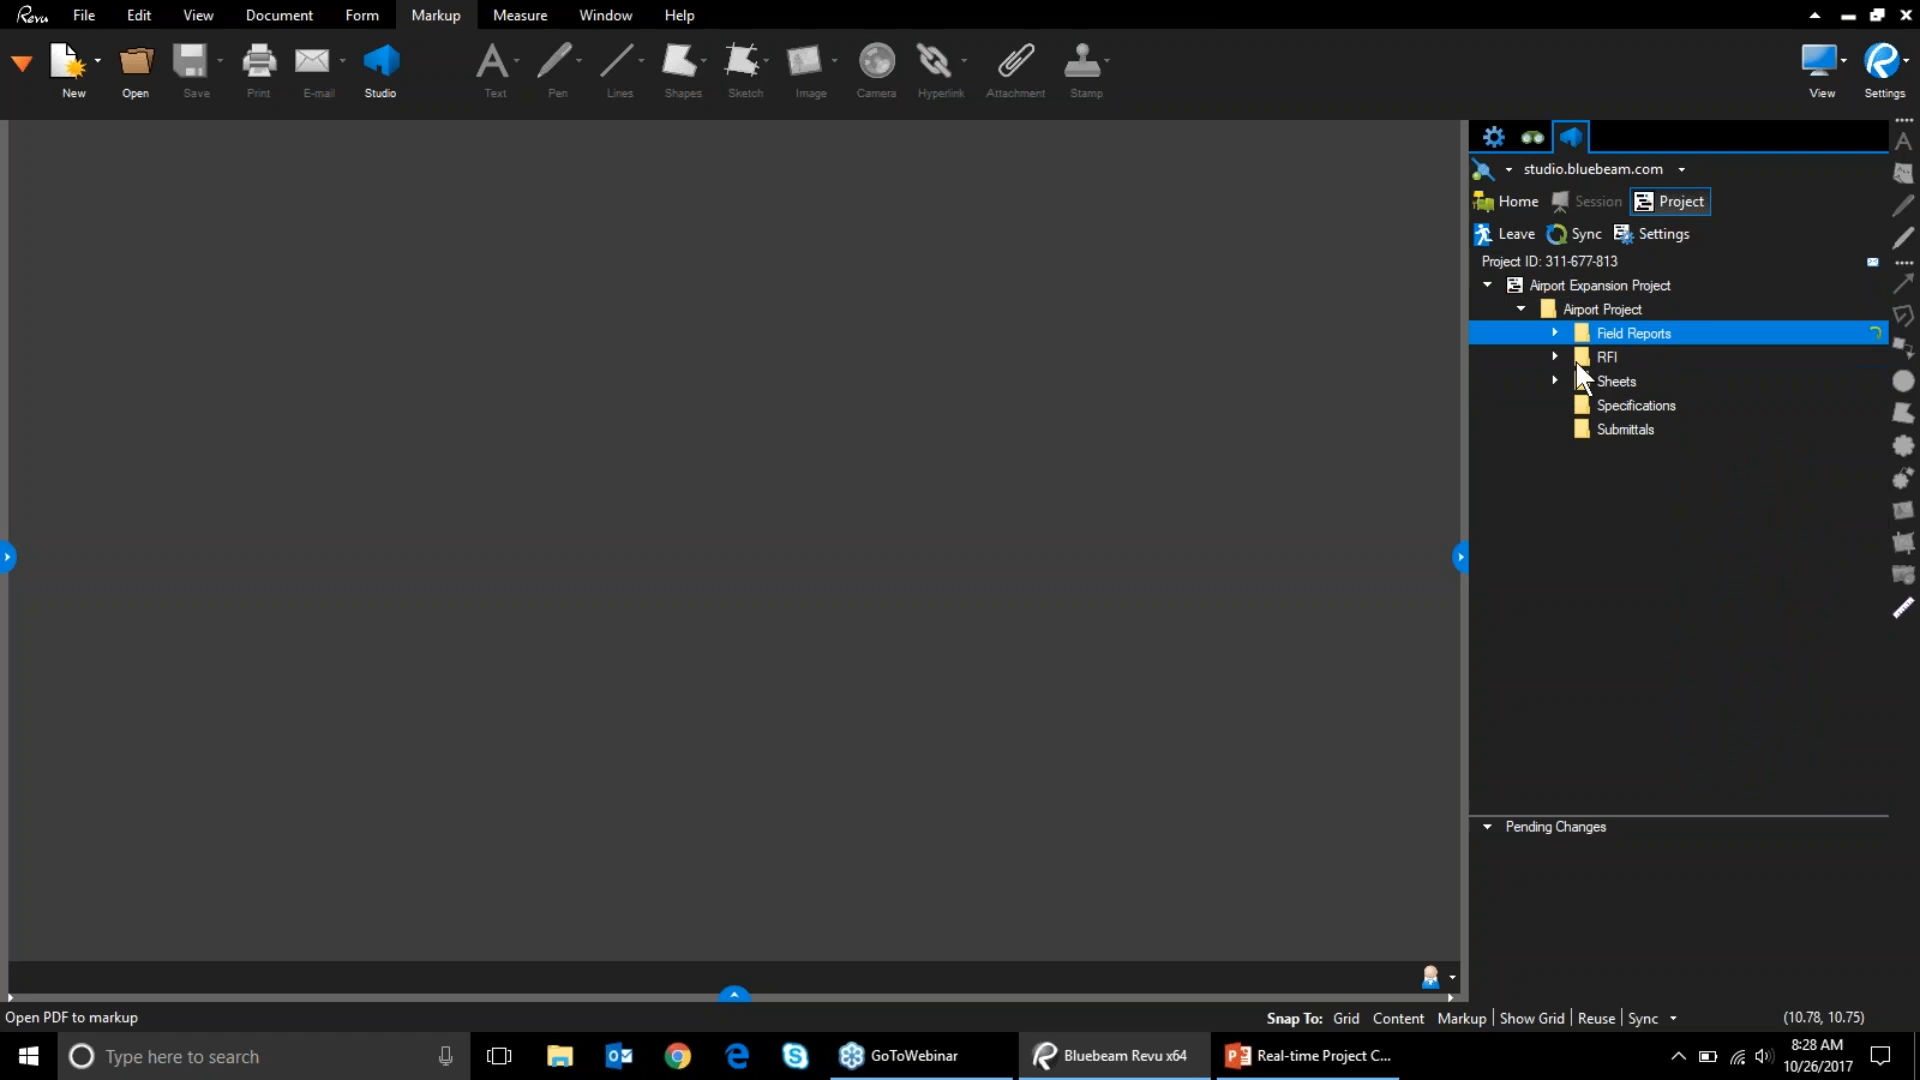 Revu File Edit View Document Form Markup Measure Window Help
New Open Save Print E-mail Studio Text Pen Lines Shapes Sketch Image Camera Hyperlink Attachment Stamp View Settings
studio.bluebeam.com
Home Session Project
Leave Sync Settings
Project ID: 311-677-813
Airport Expansion Project
Airport Project
Field Reports
RFI
Sheets
Specifications
Submittals
Pending Changes
Open PDF to markup
Snap To: Grid Content Markup Show Grid Reuse Sync
(10.78, 10.75)
Type here to search
GoToWebinar
Bluebeam Revu x64
Real-time Project C...
8:28 AM
10/26/2017